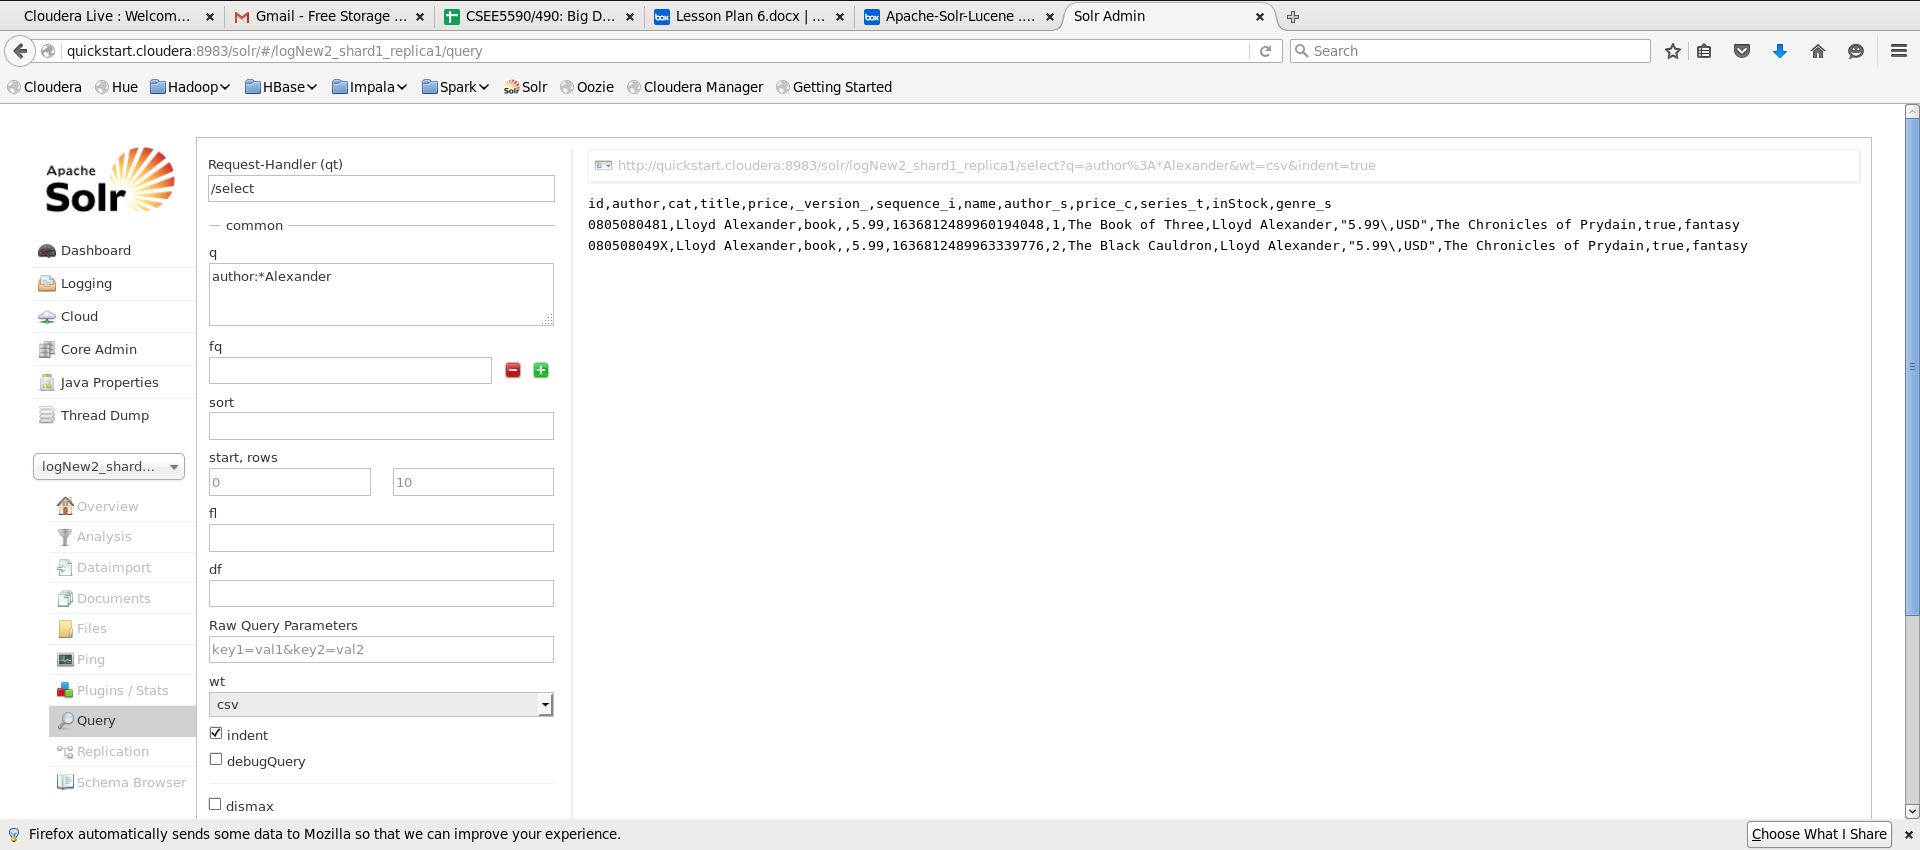 Cloudera Live : Welcom...
Gmail - Free Storage ...
CSEE5590/490: Big D...
Lesson Plan 6.docx | ...
Apache-Solr-Lucene ....
Solr Admin
quickstart.cloudera:8983/solr/#/logNew2_shard1_replica1/query
Search
Cloudera
Hue
Hadoop
HBase
Impala
Spark
Solr
Solr
Oozie
Cloudera Manager
Getting Started
Apache
Solr
Dashboard
Logging
Cloud
Core Admin
Java Properties
Thread Dump
logNew2_shard...
Overview
Analysis
Dataimport
Documents
Files
Ping
Plugins / Stats
Query
Replication
Schema Browser
Request-Handler (qt)
/select
common
q
author:*Alexander
fq
sort
start, rows
0
10
fl
df
Raw Query Parameters
key1=val1&key2=val2
wt
csv
indent
debugQuery
dismax
http://quickstart.cloudera:8983/solr/logNew2_shard1_replica1/select?q=author%3A*Alexander&wt=csv&indent=true
id,author,cat,title,price,_version_,sequence_i,name,author_s,price_c,series_t,inStock,genre_s
0805080481,Lloyd Alexander,book,,5.99,1636812489960194048,1,The Book of Three,Lloyd Alexander,"5.99\,USD",The Chronicles of Prydain,true,fantasy
080508049X,Lloyd Alexander,book,,5.99,1636812489963339776,2,The Black Cauldron,Lloyd Alexander,"5.99\,USD",The Chronicles of Prydain,true,fantasy
Firefox automatically sends some data to Mozilla so that we can improve your experience.
Choose What I Share